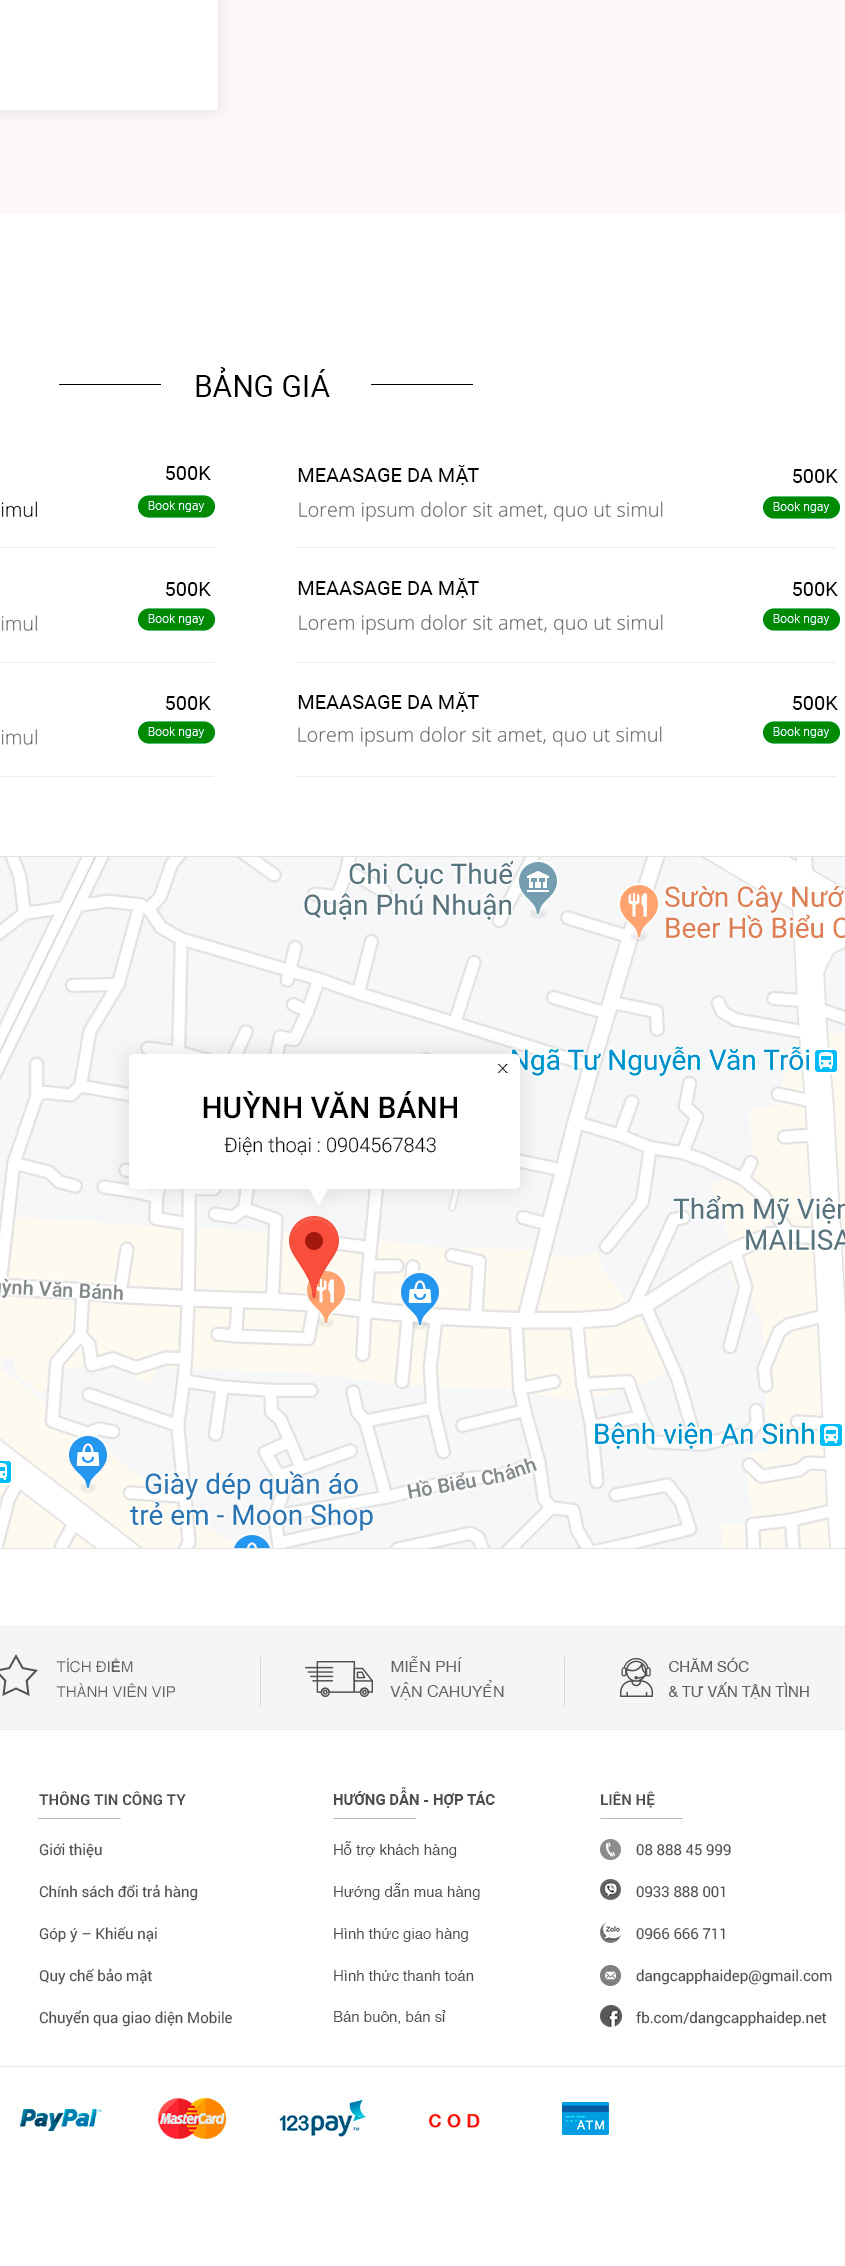 BẢNG GIÁ
500K
imul
Book ngay
500K
imul
Book ngay
500K
imul
Book ngay
MEAASAGE DA MẶT
500K
Lorem ipsum dolor sit amet, quo ut simul
Book ngay
MEAASAGE DA MẶT
500K
Lorem ipsum dolor sit amet, quo ut simul
Book ngay
MEAASAGE DA MẶT
500K
Lorem ipsum dolor sit amet, quo ut simul
Book ngay
Chi Cục Thuế
Quận Phú Nhuận
Sườn Cây Nướ
Beer Hồ Biểu C
Ngã Tư Nguyễn Văn Trỗi
×
HUỲNH VĂN BÁNH
Điện thoại : 0904567843
Thẩm Mỹ Viện
MAILISA
ỳnh Văn Bánh
Bệnh viện An Sinh
Giày dép quần áo
trẻ em - Moon Shop
Hồ Biểu Chánh
TÍCH ĐIỂM
THÀNH VIÊN VIP
MIỄN PHÍ
VẬN CAHUYỂN
CHĂM SÓC
& TƯ VẤN TẬN TÌNH
THÔNG TIN CÔNG TY
Giới thiệu
Chính sách đổi trả hàng
Góp ý – Khiếu nại
Quy chế bảo mật
Chuyển qua giao diện Mobile
HƯỚNG DẪN - HỢP TÁC
Hỗ trợ khách hàng
Hướng dẫn mua hàng
Hình thức giao hàng
Hình thức thanh toán
Bán buôn, bán sỉ
LIÊN HỆ
08 888 45 999
0933 888 001
Zalo
0966 666 711
dangcapphaidep@gmail.com
fb.com/dangcapphaidep.net
PayPal™
MasterCard
123pay™
COD
ATM